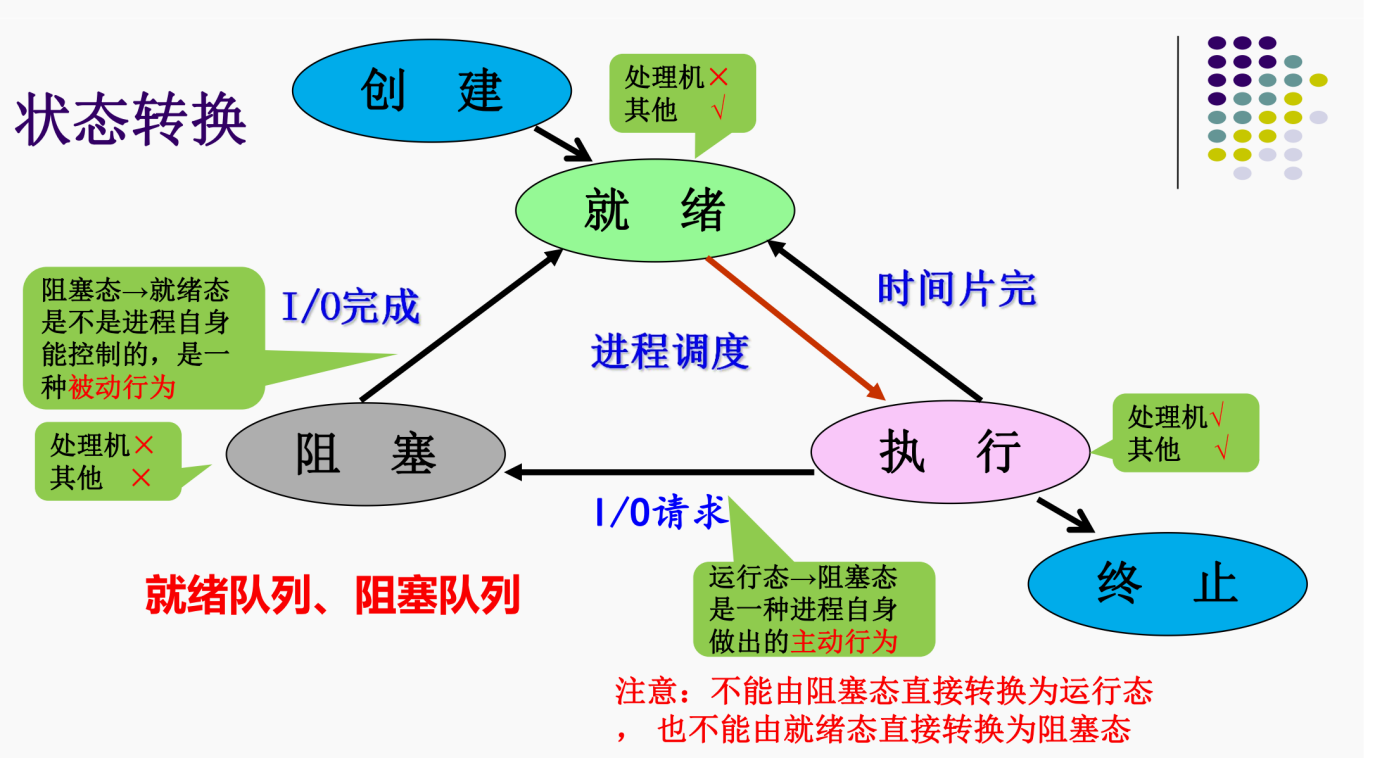 状态转换
创 建
处理机×
其他 √
就 绪
阻塞态→就绪态
是不是进程自身
能控制的，是一
种被动行为
I/O完成
时间片完
进程调度
处理机×
其他 ×
阻 塞
执 行
处理机√
其他 √
I/O请求
运行态→阻塞态
是一种进程自身
做出的主动行为
终 止
就绪队列、阻塞队列
注意：不能由阻塞态直接转换为运行态
，也不能由就绪态直接转换为阻塞态